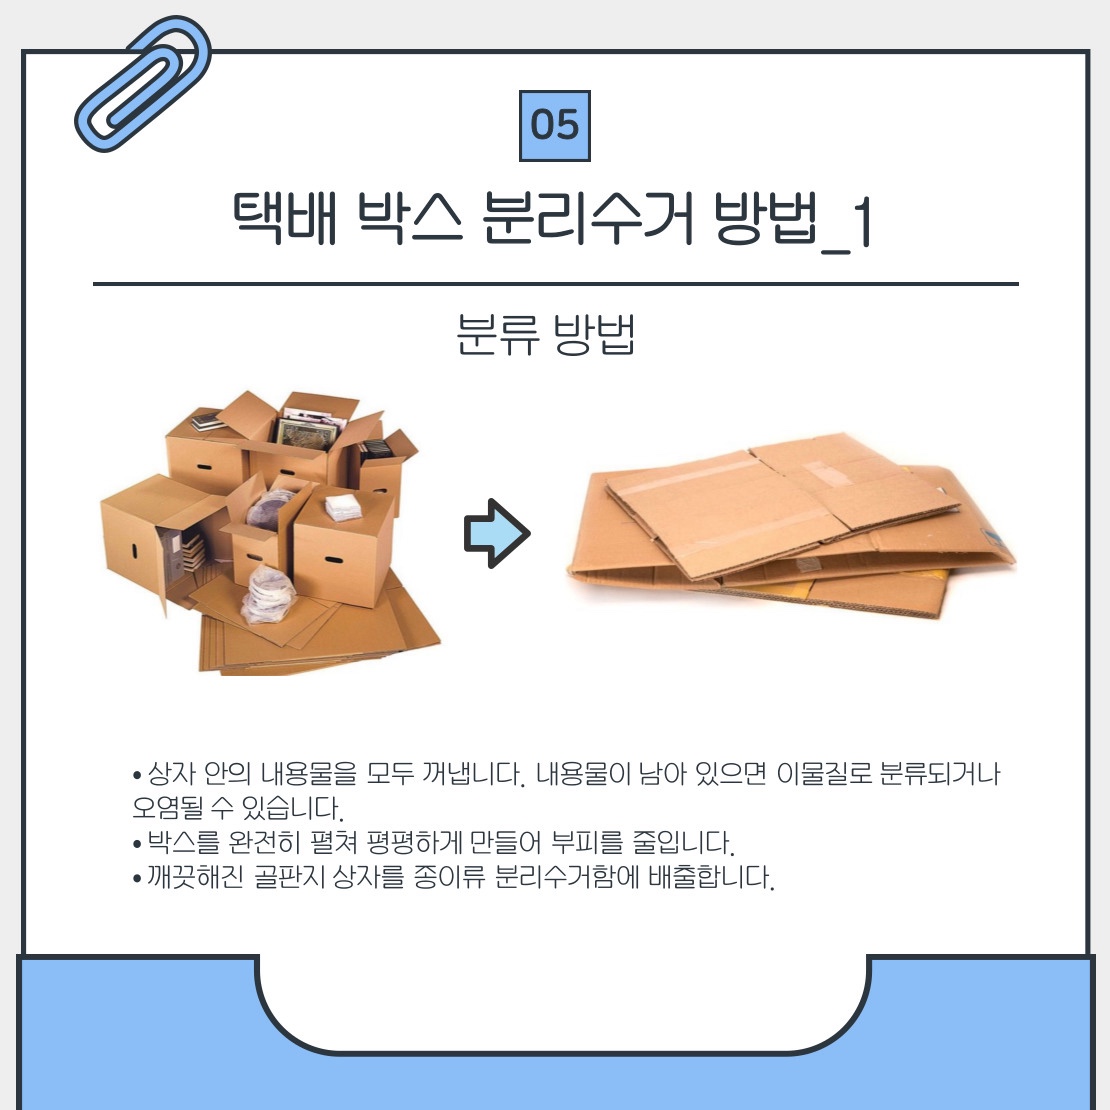 05
택배 박스 분리수거 방법_1
분류 방법
• 상자 안의 내용물을 모두 꺼냅니다. 내용물이 남아 있으면 이물질로 분류되거나
오염될 수 있습니다.
• 박스를 완전히 펼쳐 평평하게 만들어 부피를 줄입니다.
• 깨끗해진 골판지 상자를 종이류 분리수거함에 배출합니다.